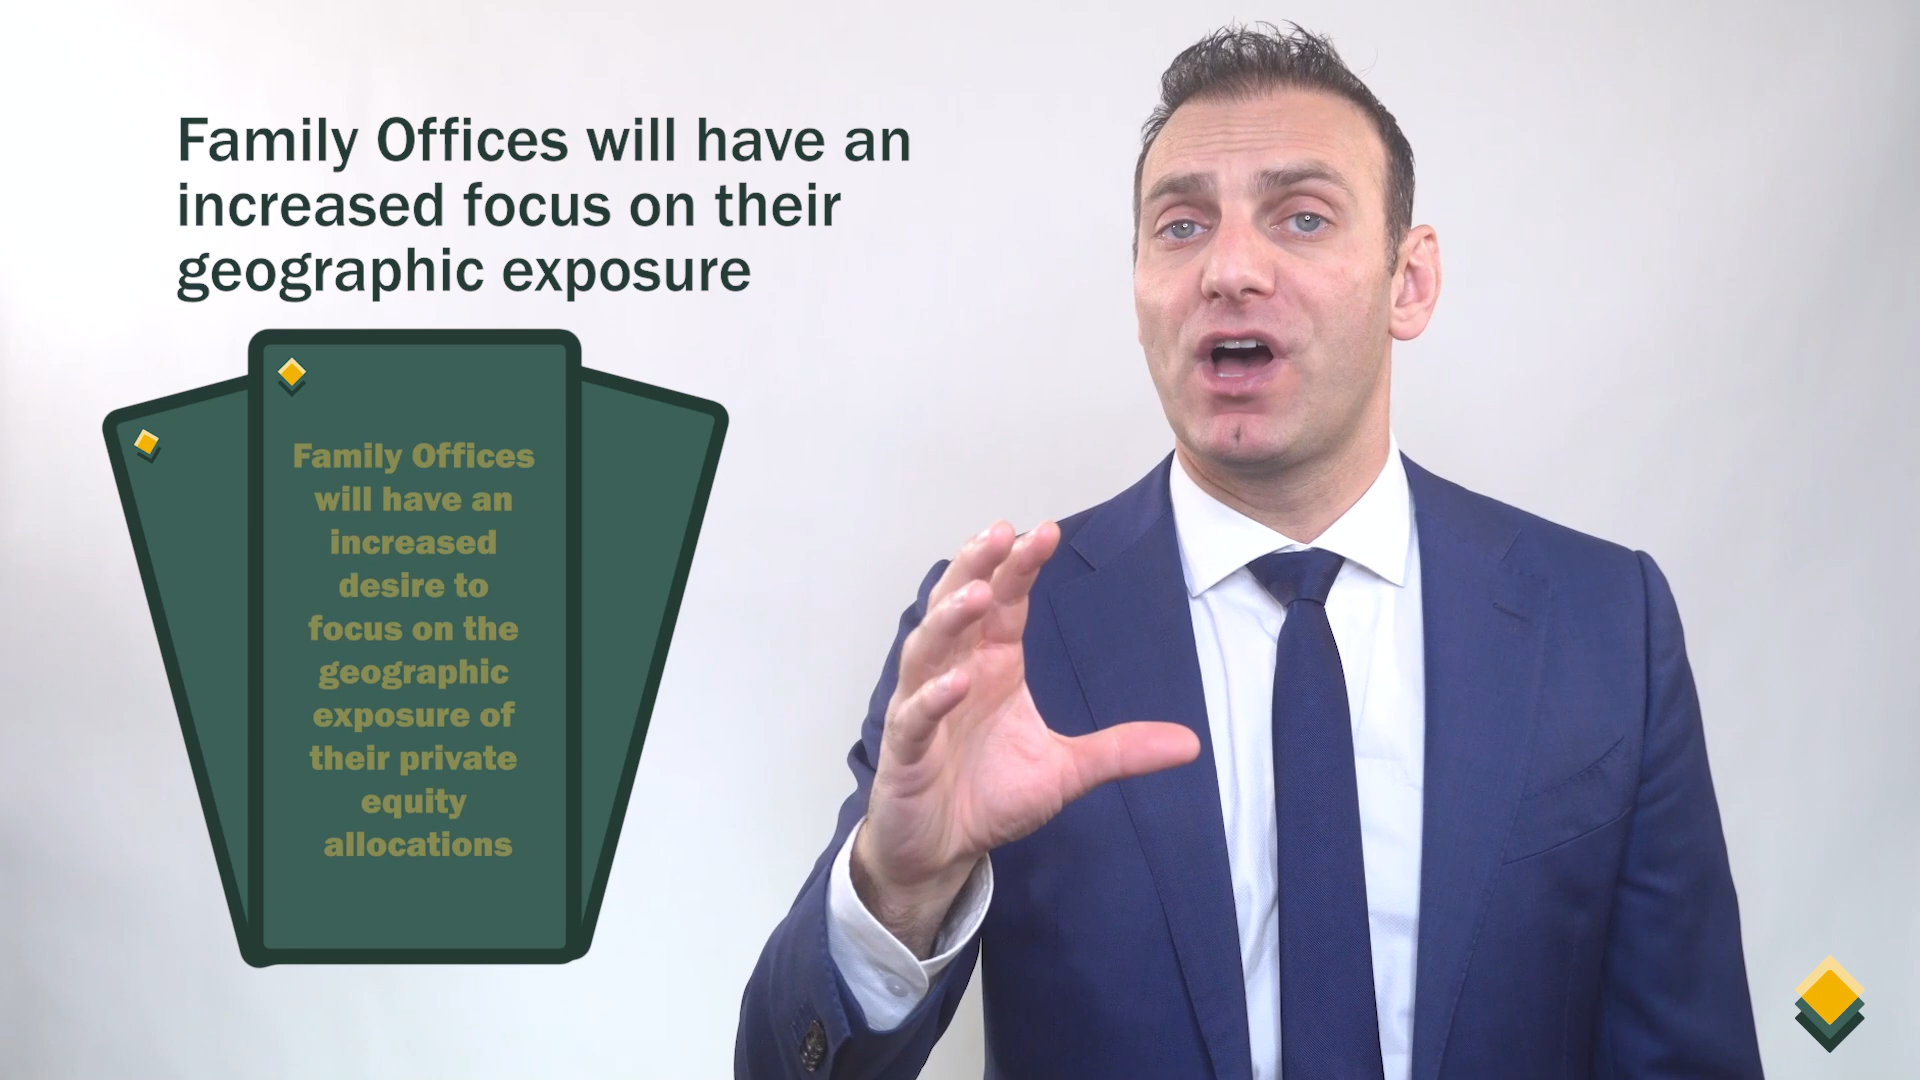 Family Offices will have an
increased focus on their
geographic exposure
Family Offices
will have an
increased
desire to
focus on the
geographic
exposure of
their private
equity
allocations